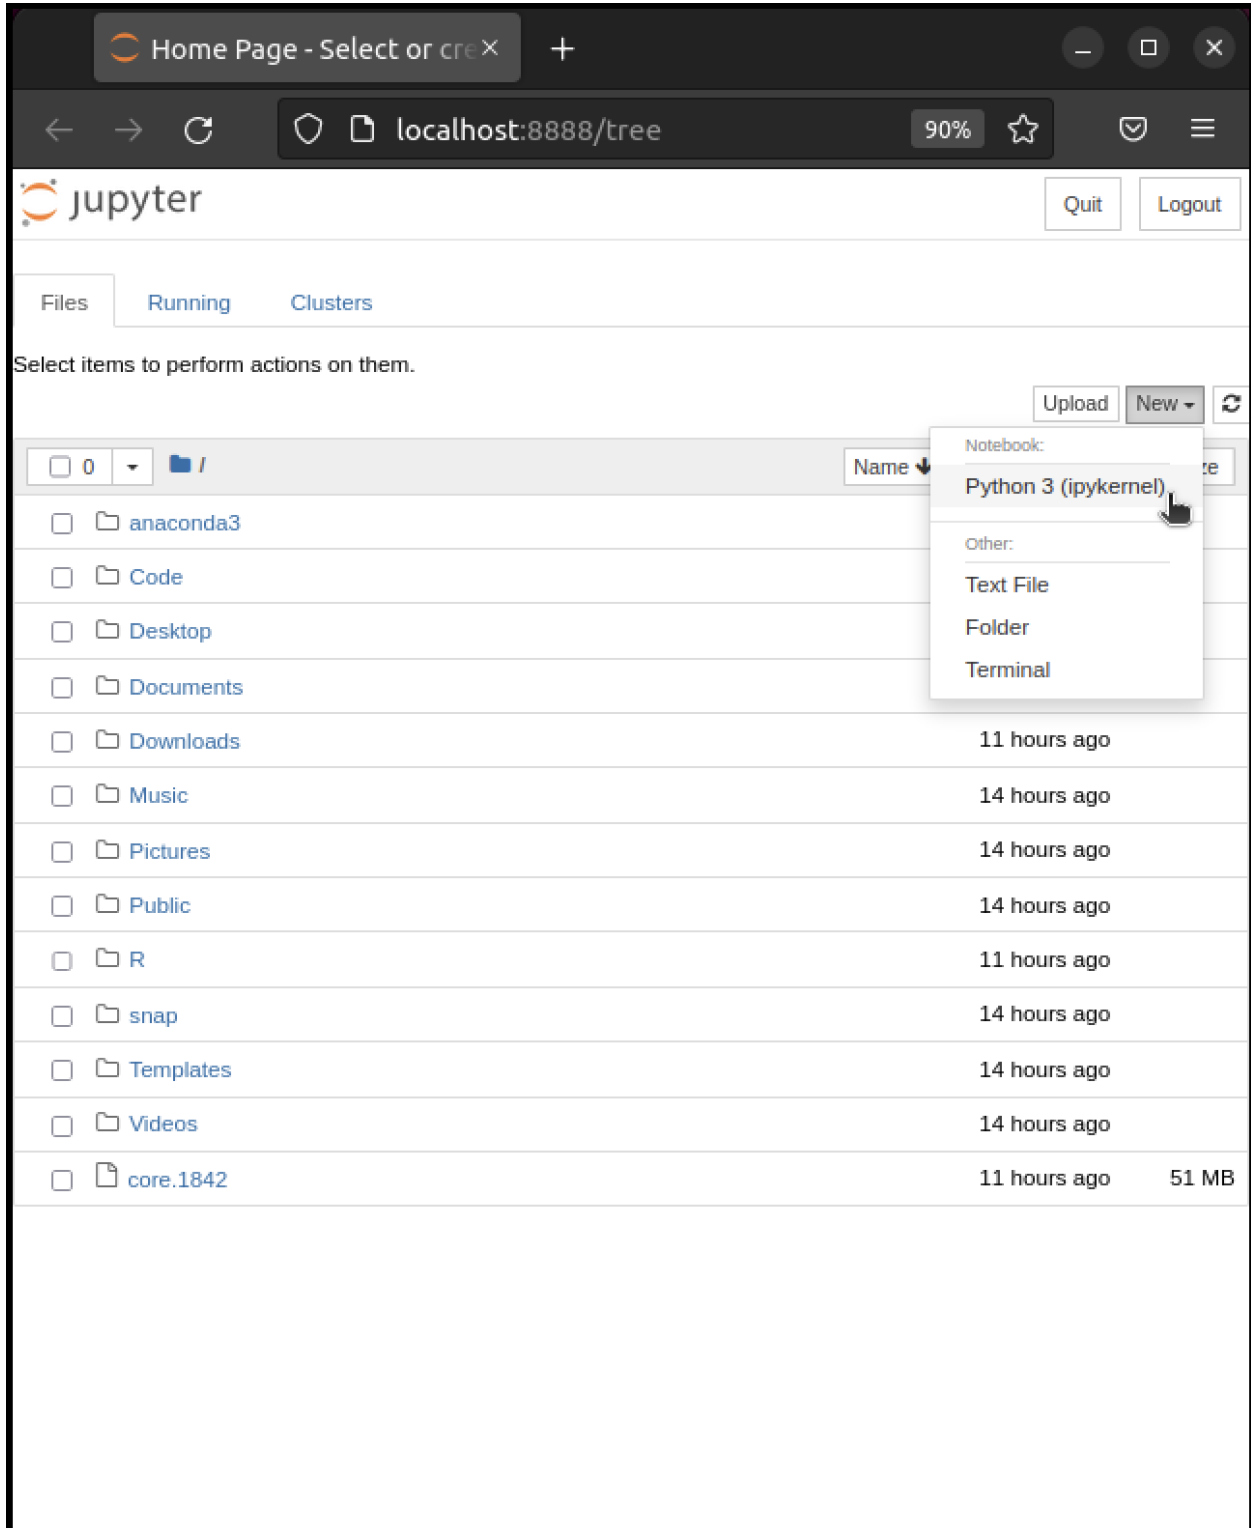 Home Page - Select or cre
localhost:8888/tree
90%
jupyter
Quit
Logout
Files
Running
Clusters
Select items to perform actions on them.
Upload
New
0
/
Name
ze
Notebook:
Python 3 (ipykernel)
Other:
Text File
Folder
Terminal
anaconda3
Code
Desktop
Documents
Downloads 11 hours ago
Music 14 hours ago
Pictures 14 hours ago
Public 14 hours ago
R 11 hours ago
snap 14 hours ago
Templates 14 hours ago
Videos 14 hours ago
core.1842 11 hours ago 51 MB